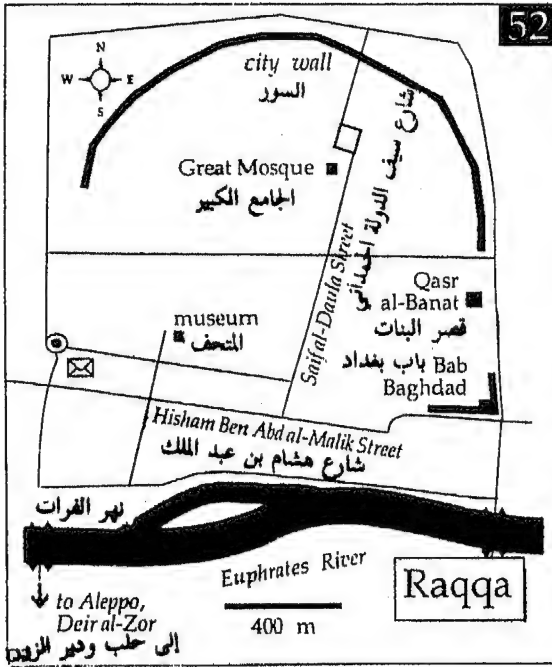 52
N
W E
S
city wall
السور
شارع سيف الدولة الحمداني
Great Mosque
الجامع الكبير
Saif al-Daula Street
Qasr
al-Banat
قصر البنات
museum
المتحف
باب بغداد Bab
Baghdad
Hisham Ben Abd al-Malik Street
شارع هشام بن عبد الملك
نهر الفرات
Euphrates River
Raqqa
to Aleppo,
Deir al-Zor
إلى حلب ودير الزور
400 m